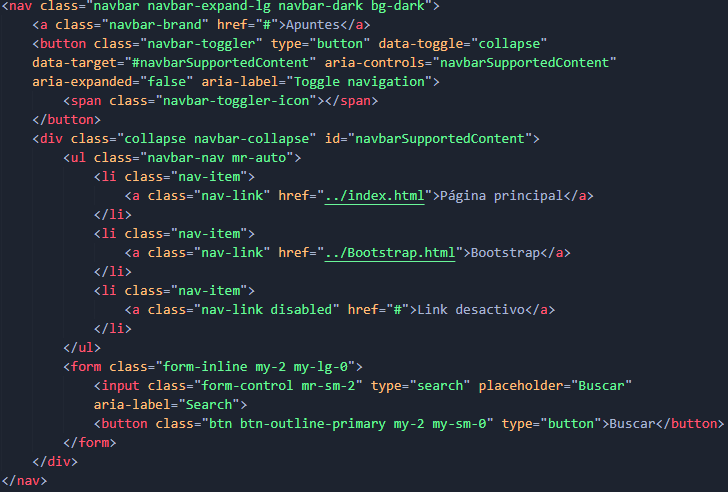 <nav class="navbar navbar-expand-lg navbar-dark bg-dark">
    <a class="navbar-brand" href="#">Apuntes</a>
    <button class="navbar-toggler" type="button" data-toggle="collapse"
    data-target="#navbarSupportedContent" aria-controls="navbarSupportedContent"
    aria-expanded="false" aria-label="Toggle navigation">
        <span class="navbar-toggler-icon"></span>
    </button>
    <div class="collapse navbar-collapse" id="navbarSupportedContent">
        <ul class="navbar-nav mr-auto">
            <li class="nav-item">
                <a class="nav-link" href="../index.html">Página principal</a>
            </li>
            <li class="nav-item">
                <a class="nav-link" href="../Bootstrap.html">Bootstrap</a>
            </li>
            <li class="nav-item">
                <a class="nav-link disabled" href="#">Link desactivo</a>
            </li>
        </ul>
        <form class="form-inline my-2 my-lg-0">
            <input class="form-control mr-sm-2" type="search" placeholder="Buscar"
            aria-label="Search">
            <button class="btn btn-outline-primary my-2 my-sm-0" type="button">Buscar</button>
        </form>
    </div>
</nav>